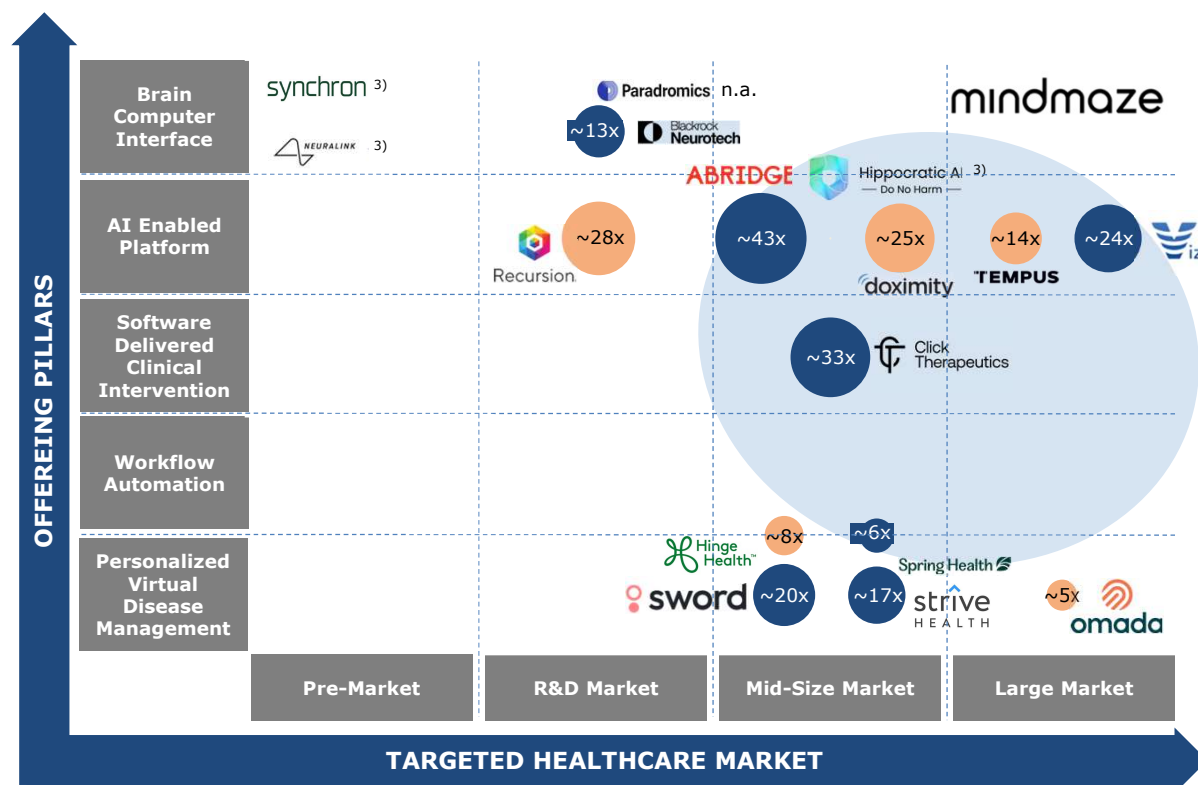 OFFEREING PILLARS
Brain
Computer
Interface
synchron 3)
NEURALINK 3)
Paradromics n.a.
~13x
Blackrock
Neurotech
mindmaze
ABRIDGE
Hippocratic AI 3)
Do No Harm
AI Enabled
Platform
Recursion
~28x
~43x
~25x
doximity
~14x
TEMPUS
~24x
iz
Software
Delivered
Clinical
Intervention
~33x
Click
Therapeutics
Workflow
Automation
Personalized
Virtual
Disease
Management
Hinge
Health™
~8x
~6x
Spring Health
sword
~20x
~17x
strive
HEALTH
~5x
omada
Pre-Market
R&D Market
Mid-Size Market
Large Market
TARGETED HEALTHCARE MARKET